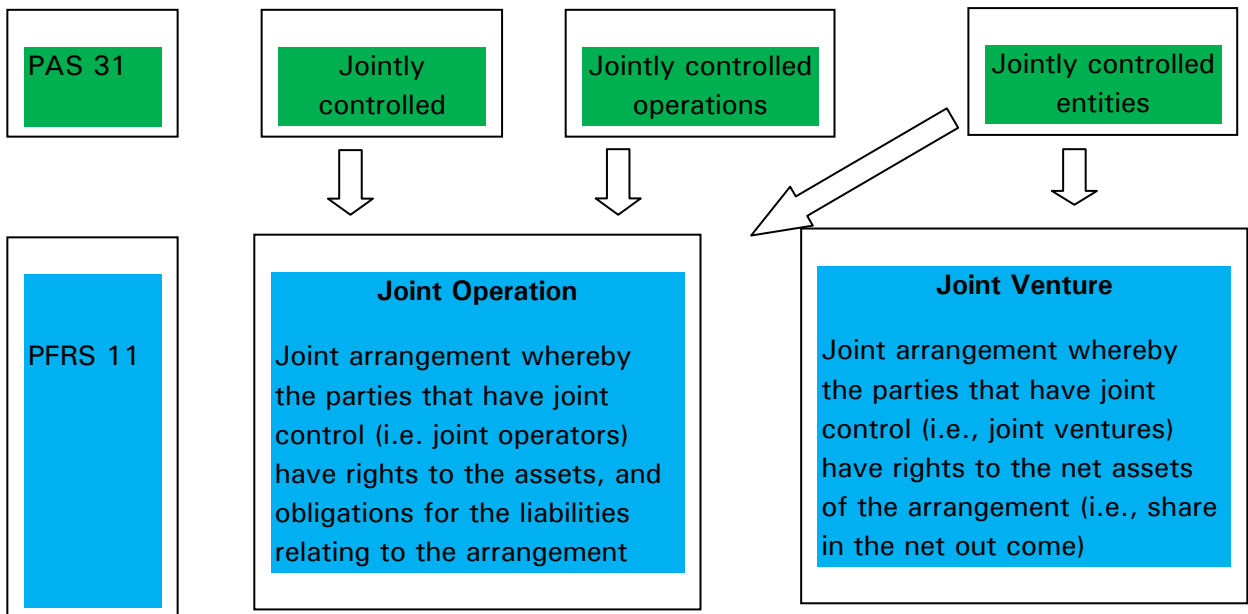 PAS 31
Jointly
controlled
Jointly controlled
operations
Jointly controlled
entities
PFRS 11
Joint Operation
Joint arrangement whereby
the parties that have joint
control (i.e. joint operators)
have rights to the assets, and
obligations for the liabilities
relating to the arrangement
Joint Venture
Joint arrangement whereby
the parties that have joint
control (i.e., joint ventures)
have rights to the net assets
of the arrangement (i.e., share
in the net out come)